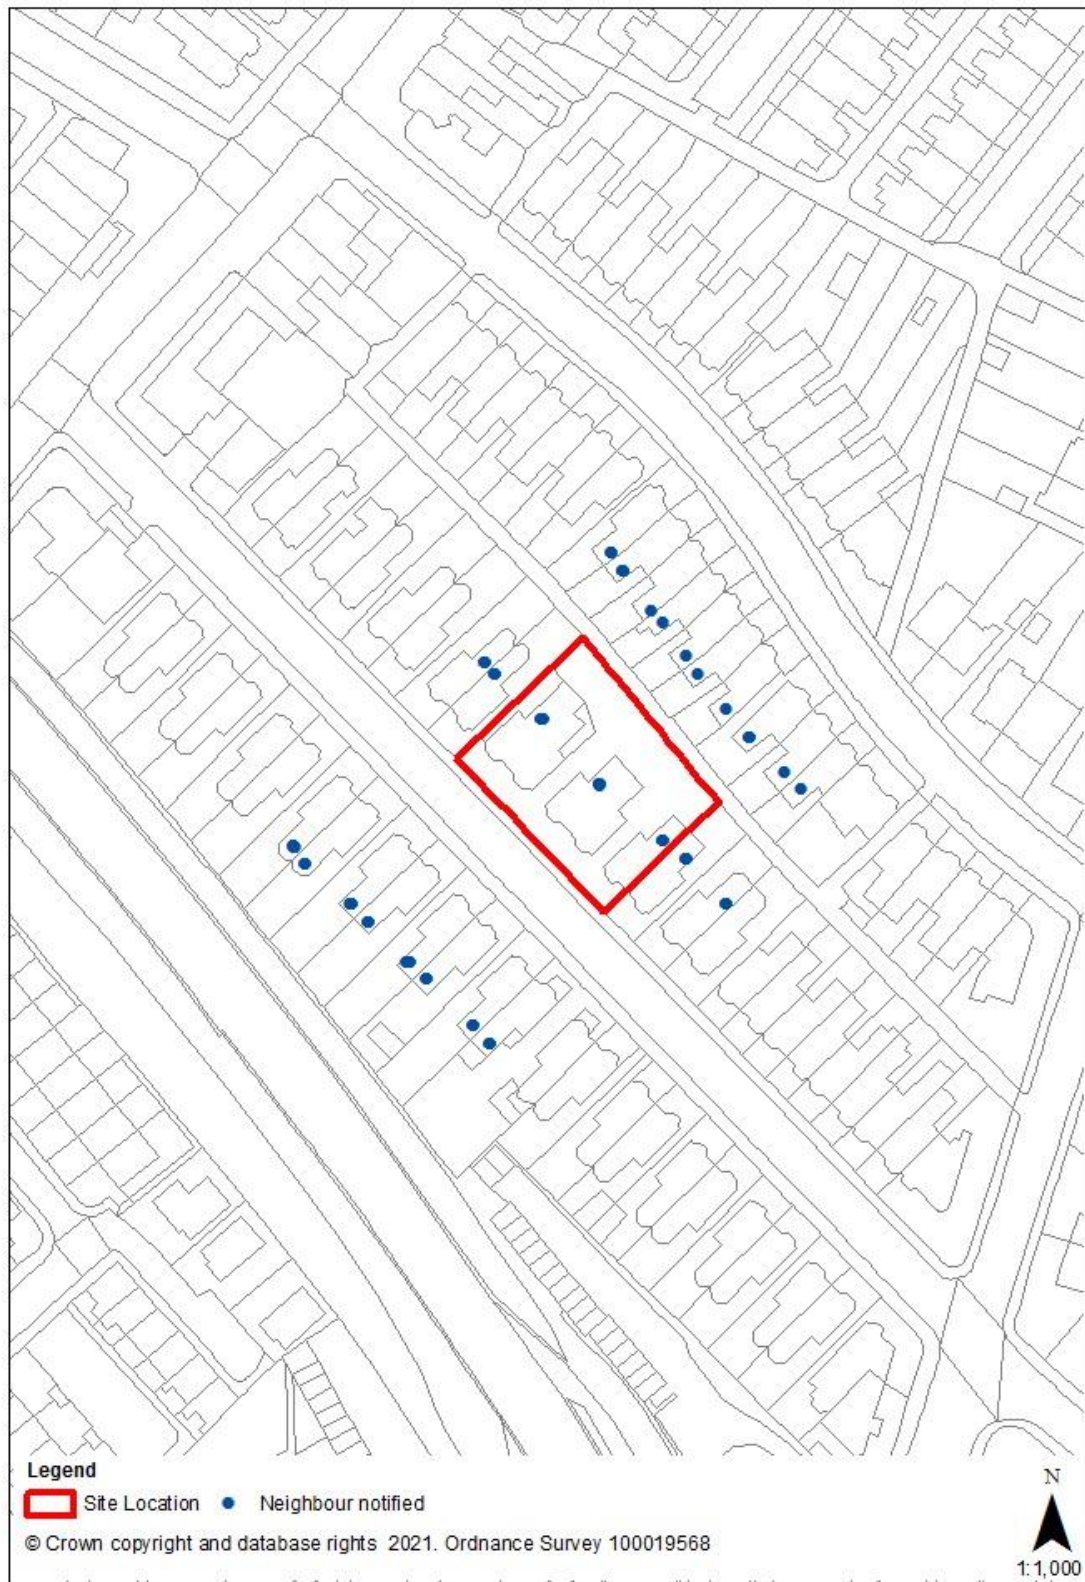 Legend
Site Location Neighbour notified
© Crown copyright and database rights 2021. Ordnance Survey 100019568
N
1:1,000